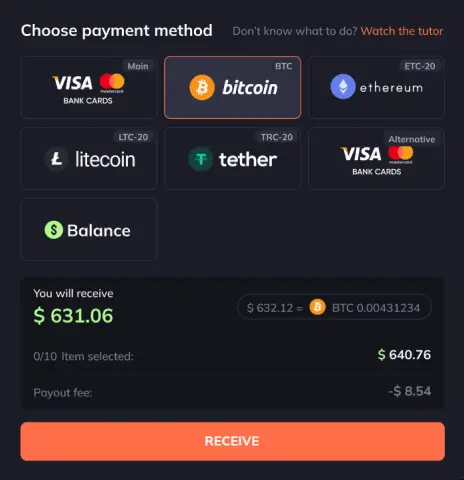 Choose payment method Don't know what to do? Watch the tutor
Main BTC ETC-20
VISA mastercard bitcoin ethereum
BANK CARDS
LTC-20 TRC-20 Alternative
litecoin tether VISA mastercard
BANK CARDS
Balance
You will receive
$ 631.06 $ 632.12 = BTC 0.00431234
0/10 Item selected: $ 640.76
Payout fee: -$ 8.54
RECEIVE